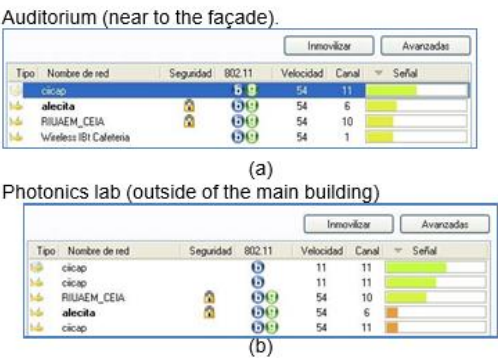 Auditorium (near to the façade).
Inmovilizar Avanzadas
Tipo Nombre de red Seguridad 802.11 Velocidad Canal Señal
ciicap b g 54 11
alecita b g 54 6
RIUAEM_CEIA b g 54 10
Wireless IBt Cafeteria b g 54 1
(a)
Photonics lab (outside of the main building)
Inmovilizar Avanzadas
Tipo Nombre de red Seguridad 802.11 Velocidad Canal Señal
ciicap b 11 11
ciicap b 11 11
RIUAEM_CEIA b g 54 10
alecita b g 54 6
ciicap b g 54 11
(b)